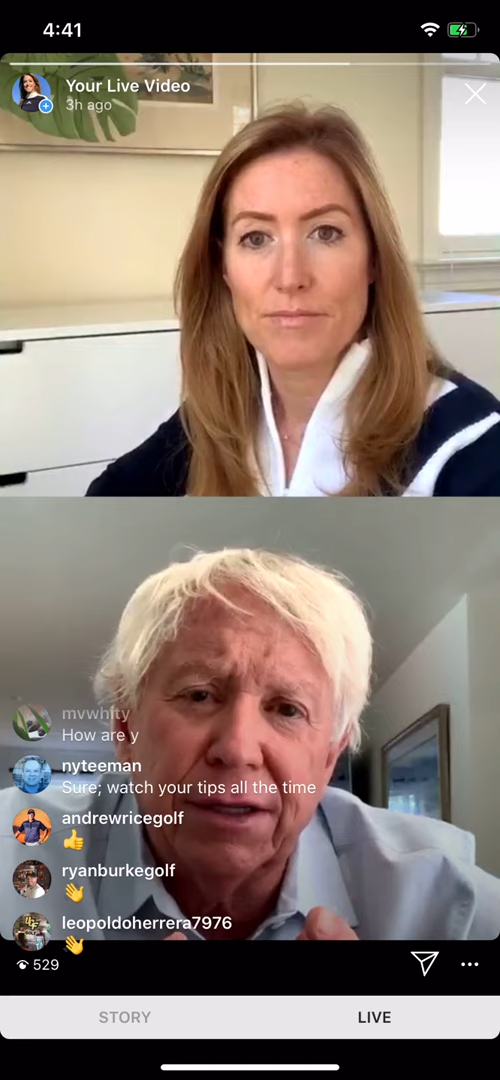 4:41
Your Live Video
3h ago
mvwhity
How are y
nyteeman
Sure; watch your tips all the time
andrewricegolf
👍
ryanburkegolf
👋
leopoldoherrera7976
👋
529
STORY
LIVE